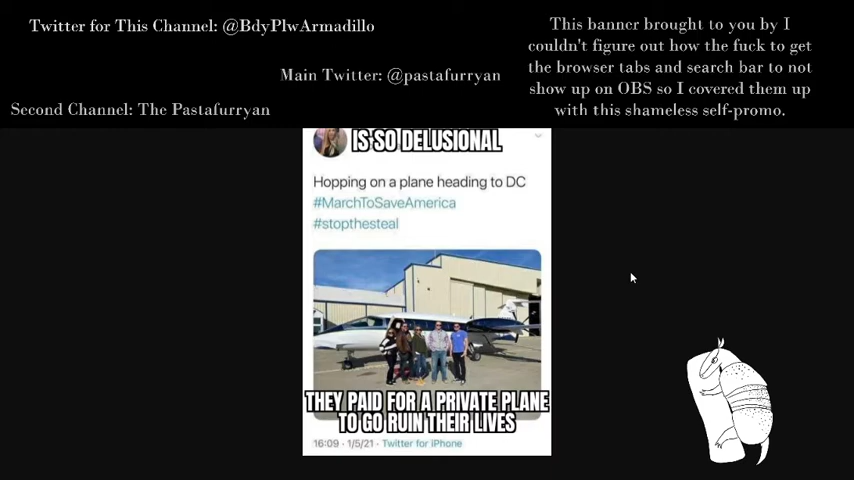 Twitter for This Channel: @BdyPlwArmadillo
Main Twitter: @pastafurryan
Second Channel: The Pastafurryan
This banner brought to you by I
couldn't figure out how the fuck to get
the browser tabs and search bar to not
show up on OBS so I covered them up
with this shameless self-promo.
IS SO DELUSIONAL
Hopping on a plane heading to DC
#MarchToSaveAmerica
#stopthesteal
THEY PAID FOR A PRIVATE PLANE
TO GO RUIN THEIR LIVES
16:09 · 1/5/21 · Twitter for iPhone